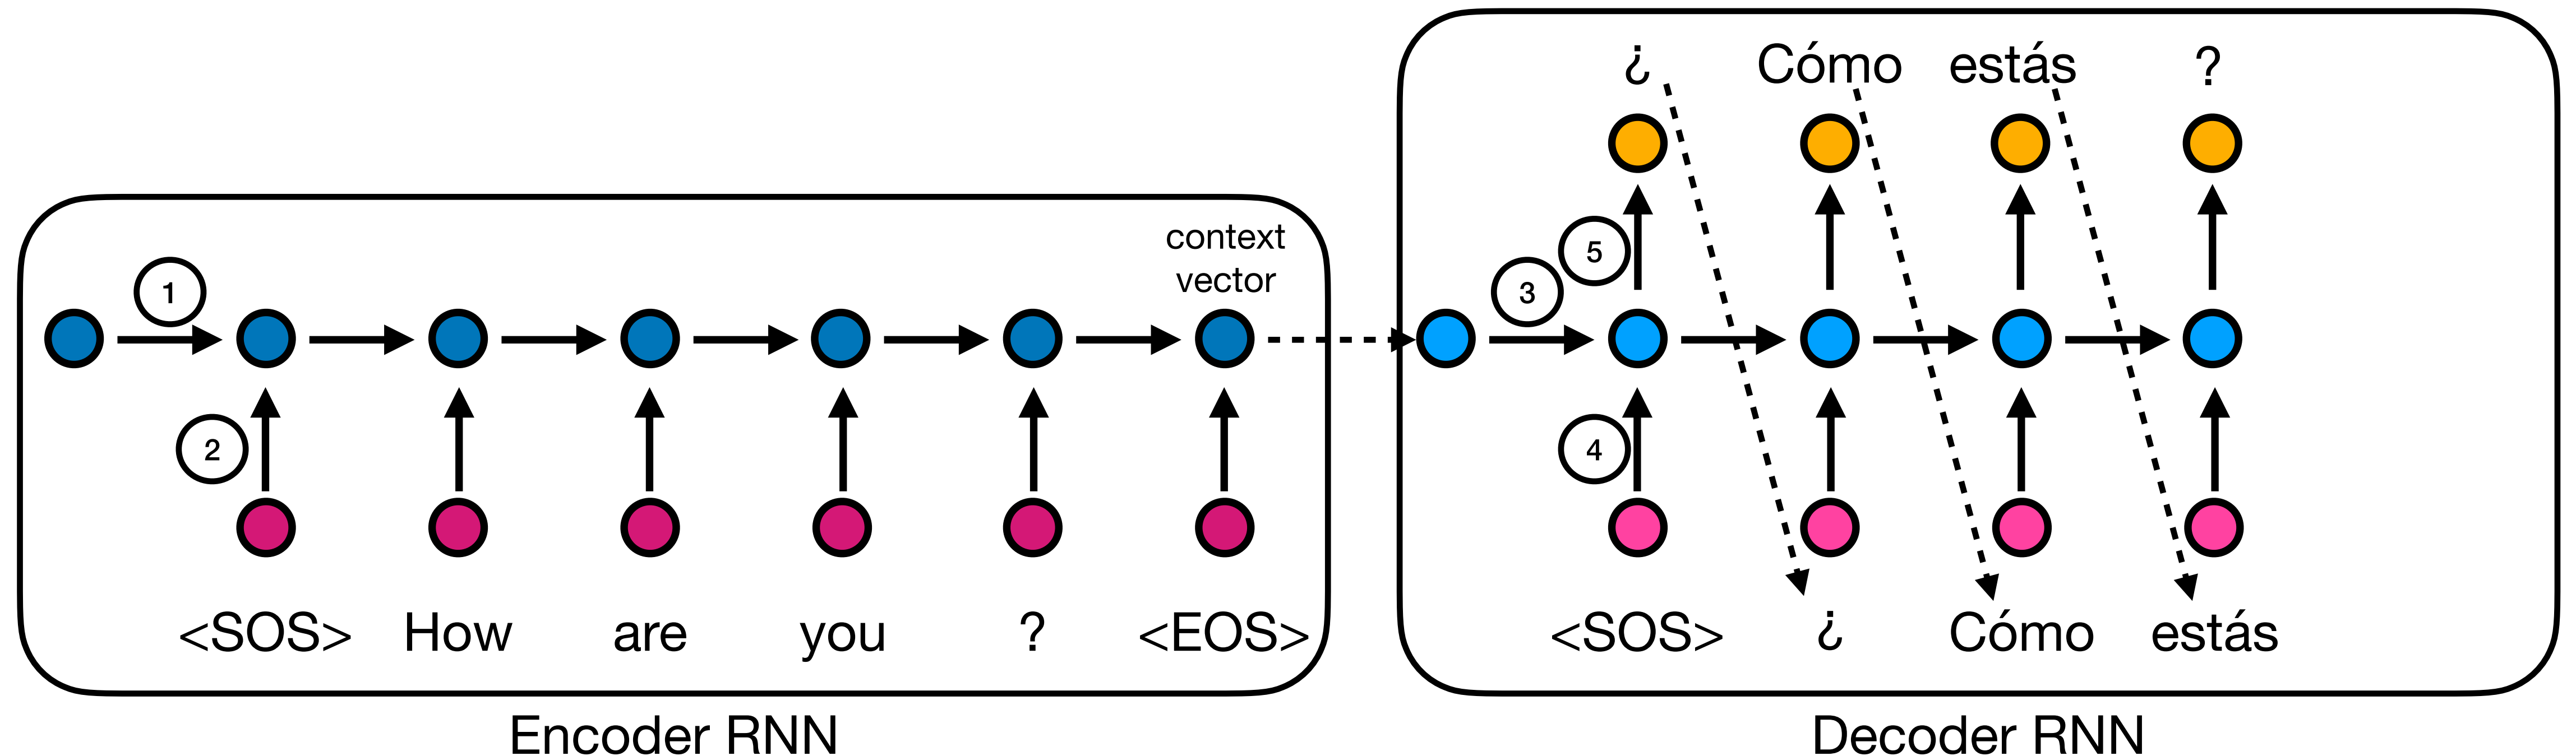 ¿ Cómo estás ?
context
vector
1
5
3
2
4
<SOS> How are you ? <EOS>
<SOS> ¿ Cómo estás
Encoder RNN
Decoder RNN